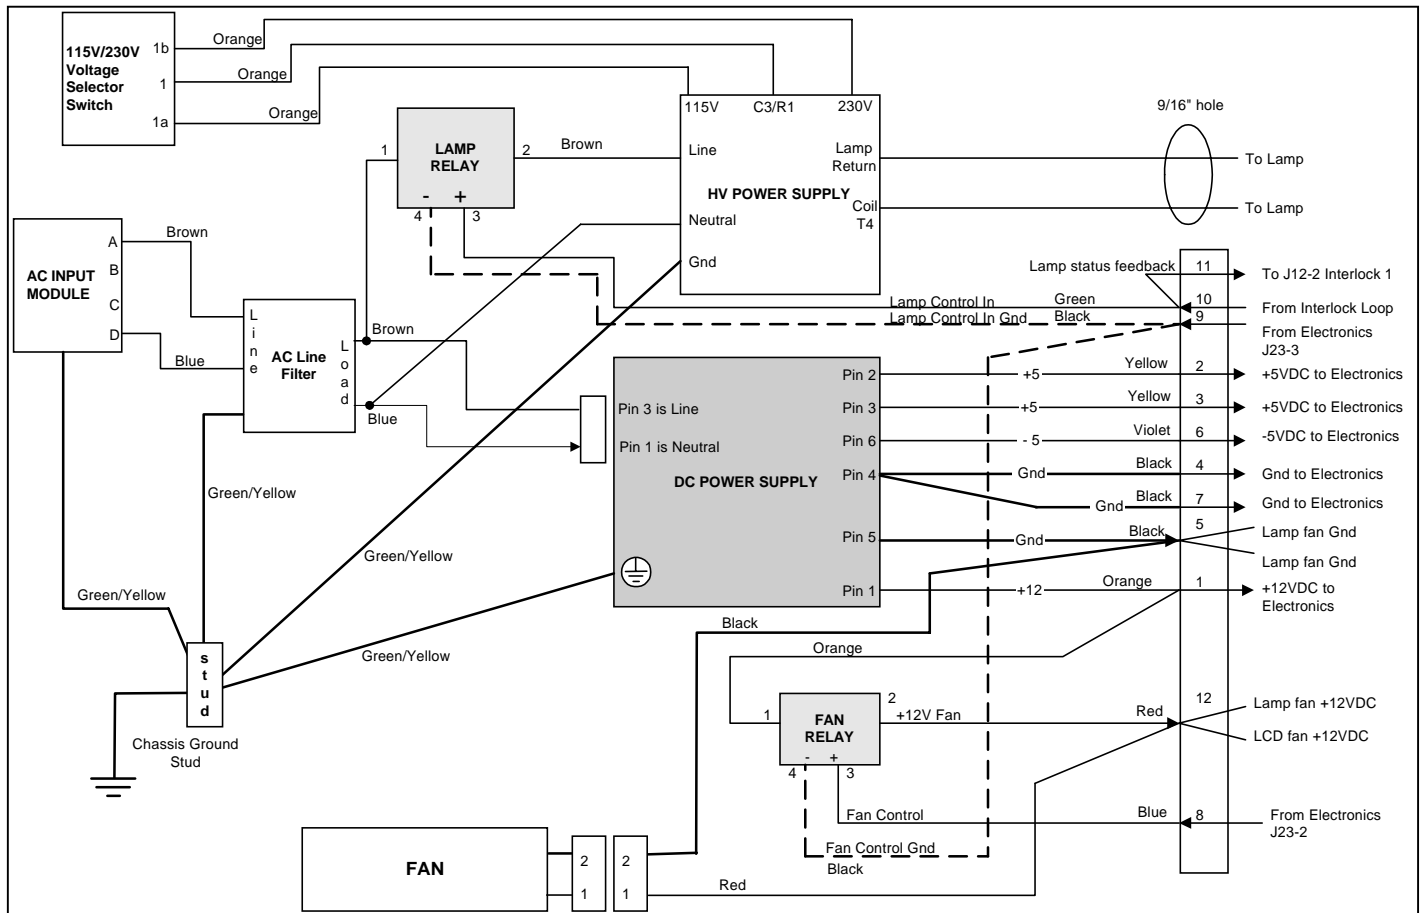 115V/230V
Voltage
Selector
Switch
1b
1
1a
Orange
Orange
Orange
115V
C3/R1
230V
Line
Neutral
Gnd
HV POWER SUPPLY
Lamp
Return
Coil
T4
9/16" hole
To Lamp
To Lamp
LAMP
RELAY
1
2
- +
4
3
Brown
AC INPUT
MODULE
A
B
C
D
Brown
Blue
Line
AC Line
Filter
Load
Brown
Blue
Lamp status feedback
11
To J12-2 Interlock 1
Lamp Control In
Green
10
From Interlock Loop
Lamp Control In Gnd
Black
9
From Electronics
J23-3
Pin 3 is Line
Pin 1 is Neutral
DC POWER SUPPLY
Pin 2
+5
Yellow
2
+5VDC to Electronics
Pin 3
+5
Yellow
3
+5VDC to Electronics
Pin 6
- 5
Violet
6
-5VDC to Electronics
Pin 4
Gnd
Black
4
Gnd to Electronics
Gnd
Black
7
Gnd to Electronics
Pin 5
Gnd
Black
5
Lamp fan Gnd
Lamp fan Gnd
Pin 1
+12
Orange
1
+12VDC to
Electronics
Green/Yellow
Green/Yellow
Green/Yellow
Green/Yellow
stud
Chassis Ground
Stud
Black
Orange
FAN
RELAY
1
2
- +
4
3
+12V Fan
Red
12
Lamp fan +12VDC
LCD fan +12VDC
Fan Control
Blue
8
From Electronics
J23-2
Fan Control Gnd
Black
FAN
2
1
2
1
Red